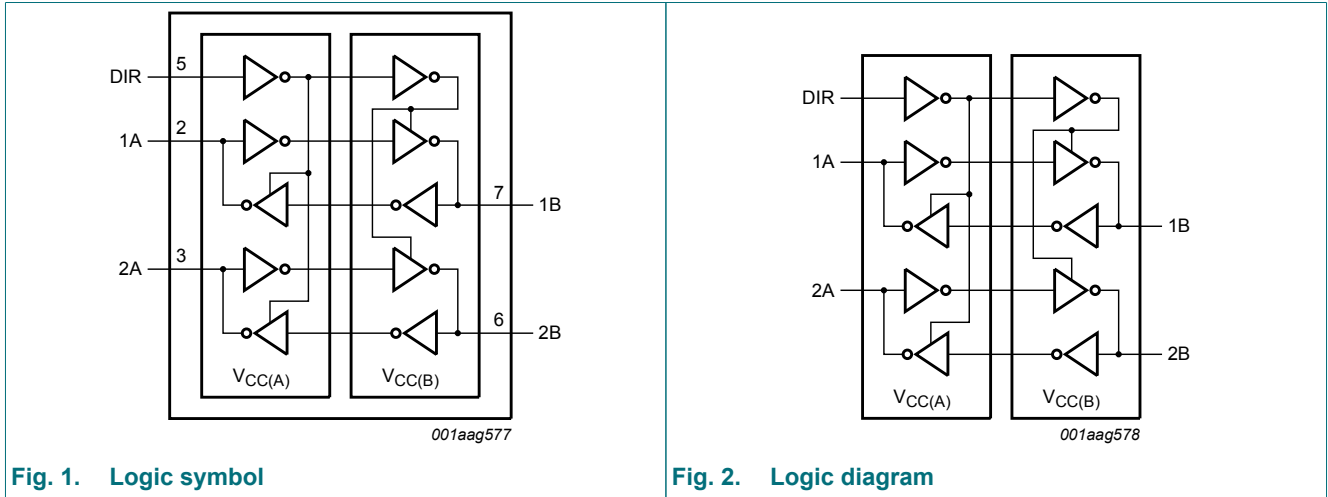 DIR 5
1A 2
7 1B
2A 3
6 2B
VCC(A) VCC(B)
001aag577
Fig. 1. Logic symbol
DIR
1A
1B
2A
2B
VCC(A) VCC(B)
001aag578
Fig. 2. Logic diagram